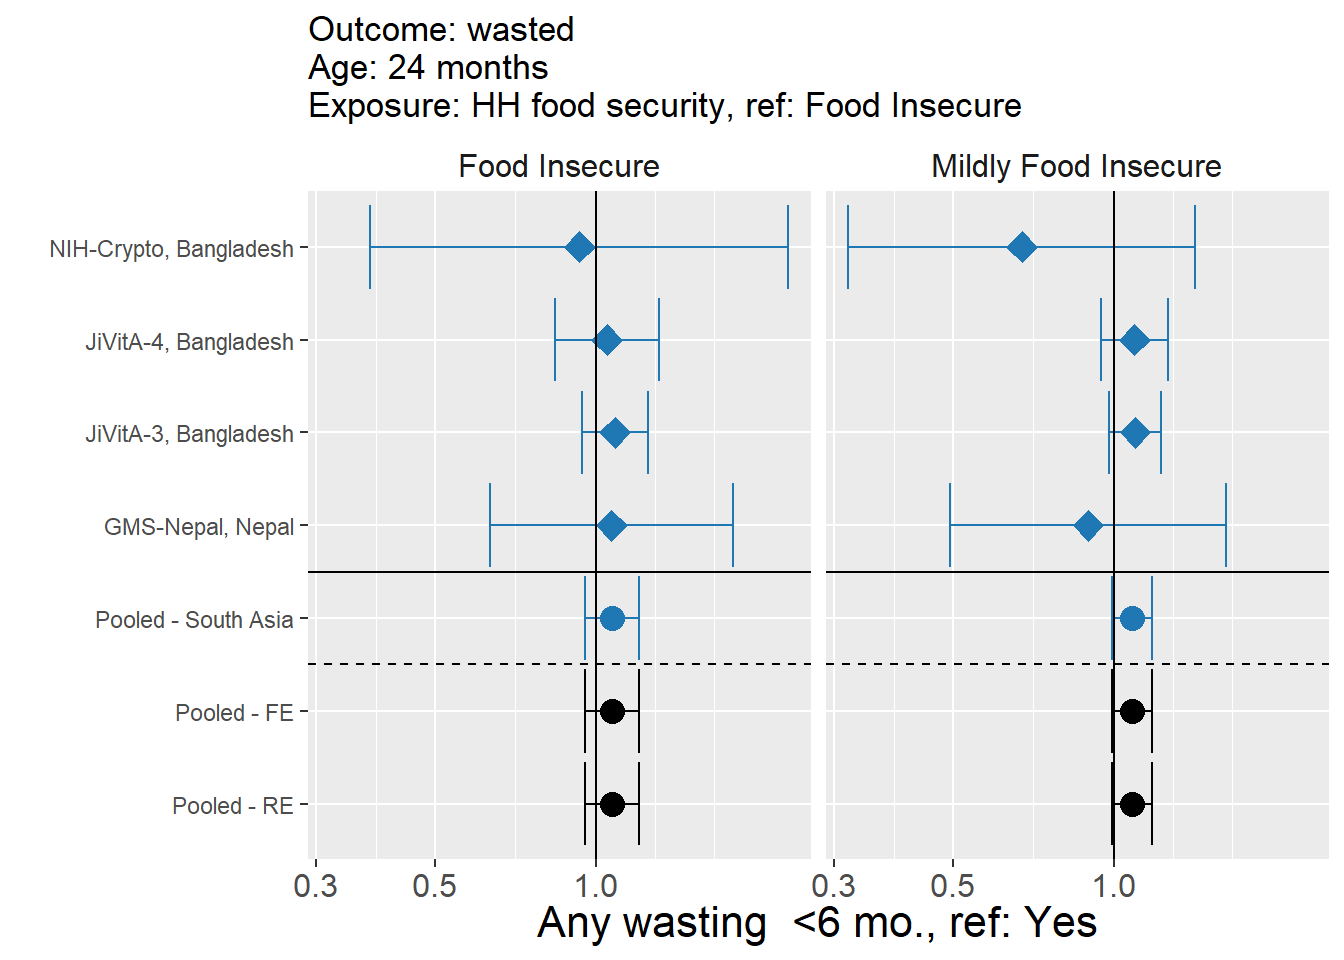 Outcome: wasted
Age: 24 months
Exposure: HH food security, ref: Food Insecure
Food Insecure
Mildly Food Insecure
NIH-Crypto, Bangladesh
JiVitA-4, Bangladesh
JiVitA-3, Bangladesh
GMS-Nepal, Nepal
Pooled - South Asia
Pooled - FE
Pooled - RE
0.3 0.5 1.0
0.3 0.5 1.0
Any wasting  <6 mo., ref: Yes